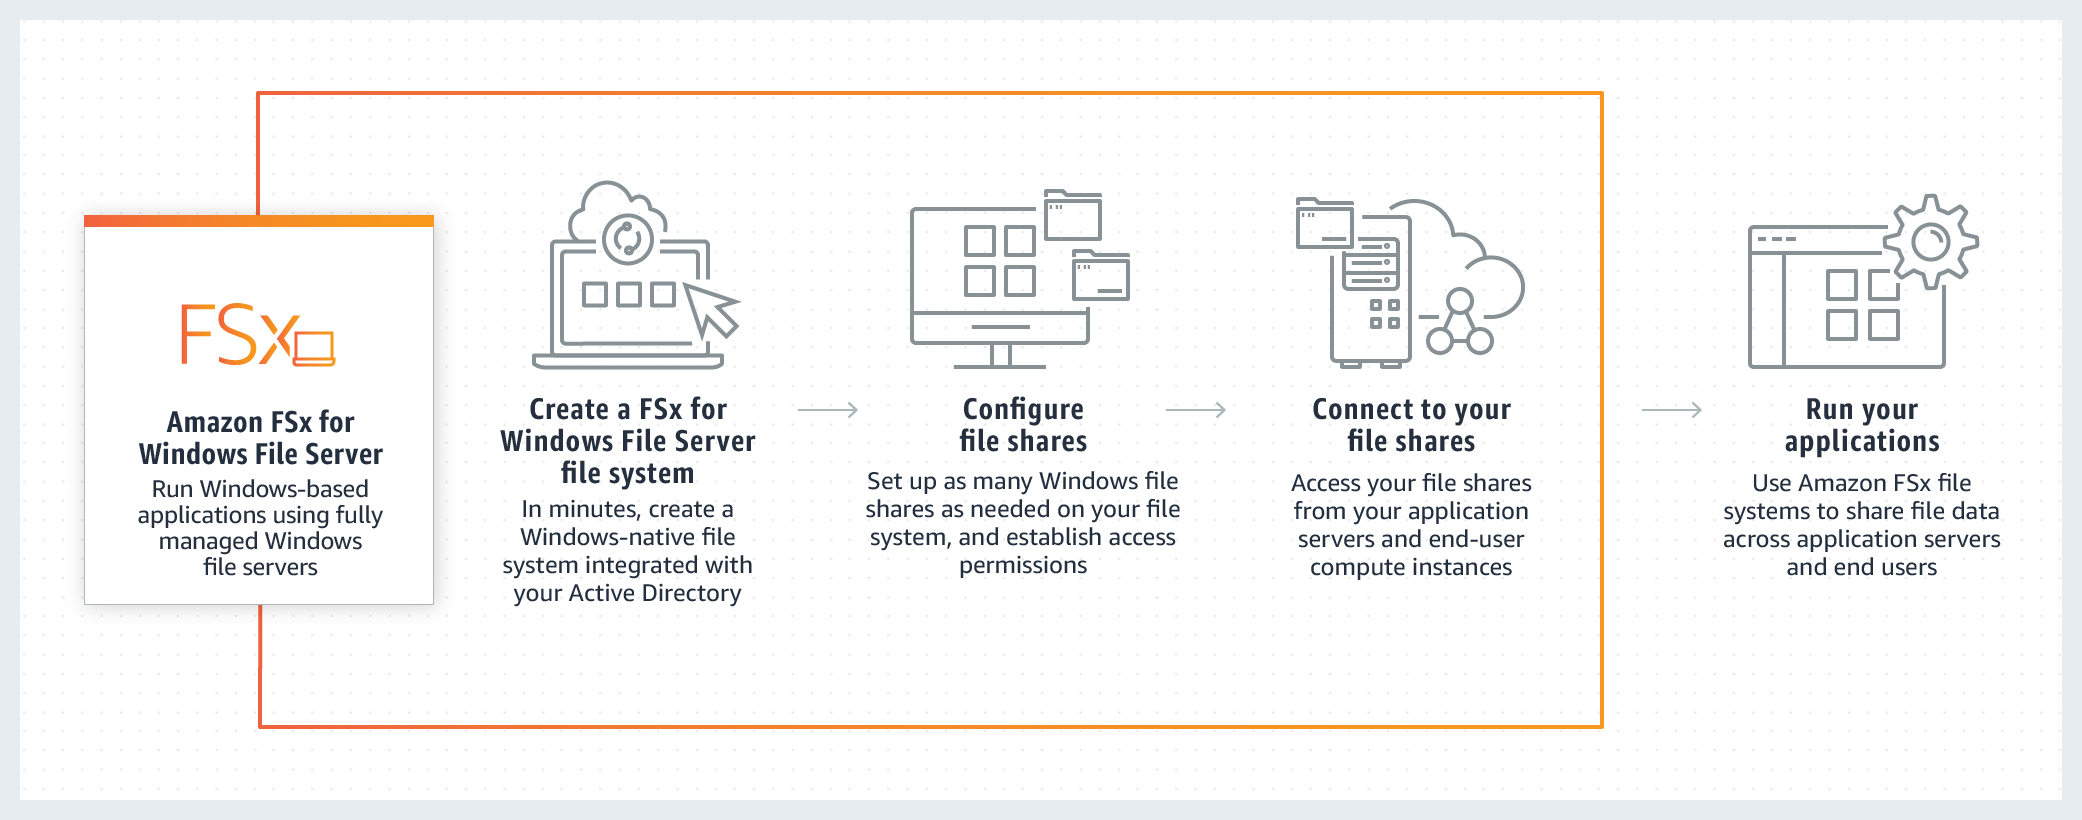 FSx
Amazon FSx for
Windows File Server
Run Windows-based
applications using fully
managed Windows
file servers
Create a FSx for
Windows File Server
file system
In minutes, create a
Windows-native file
system integrated with
your Active Directory
Configure
file shares
Set up as many Windows file
shares as needed on your file
system, and establish access
permissions
Connect to your
file shares
Access your file shares
from your application
servers and end-user
compute instances
Run your
applications
Use Amazon FSx file
systems to share file data
across application servers
and end users